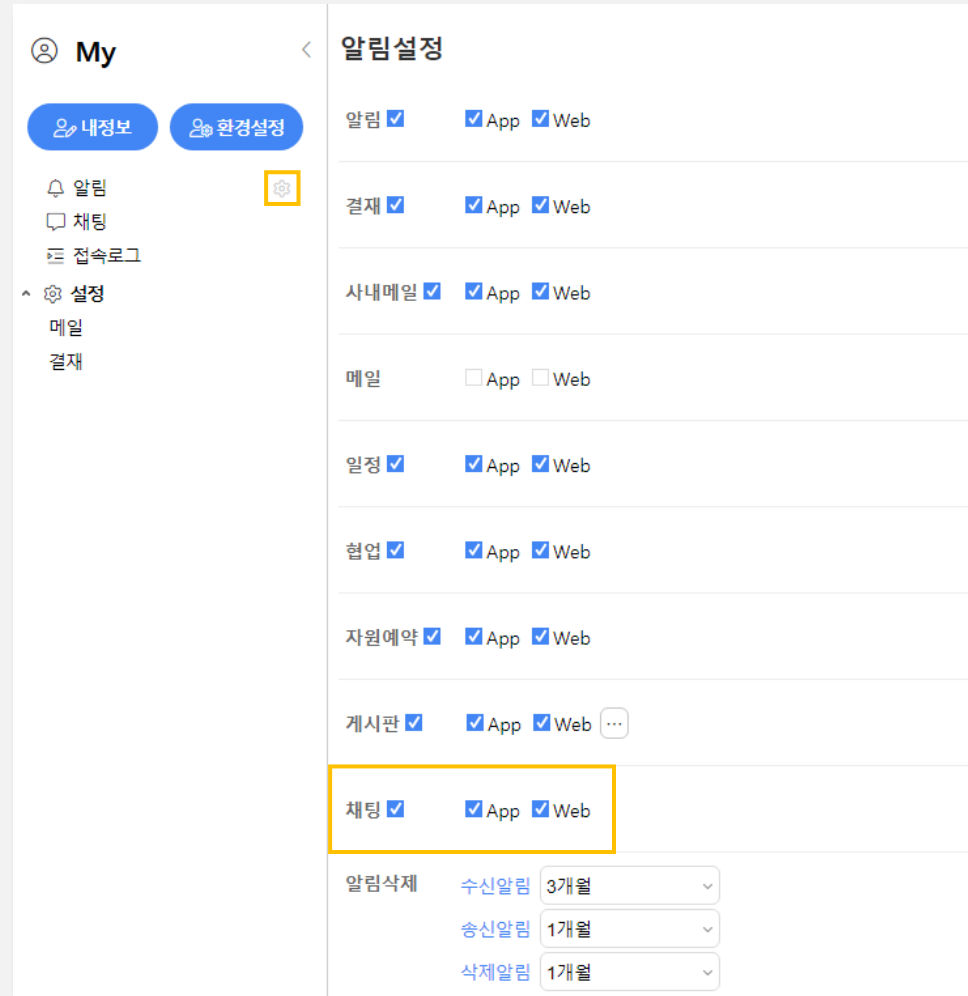 My
내정보 환경설정
알림
채팅
접속로그
설정
메일
결재
알림설정
알림 App Web
결재 App Web
사내메일 App Web
메일 App Web
일정 App Web
협업 App Web
자원예약 App Web
게시판 App Web ...
채팅 App Web
알림삭제 수신알림 3개월
송신알림 1개월
삭제알림 1개월